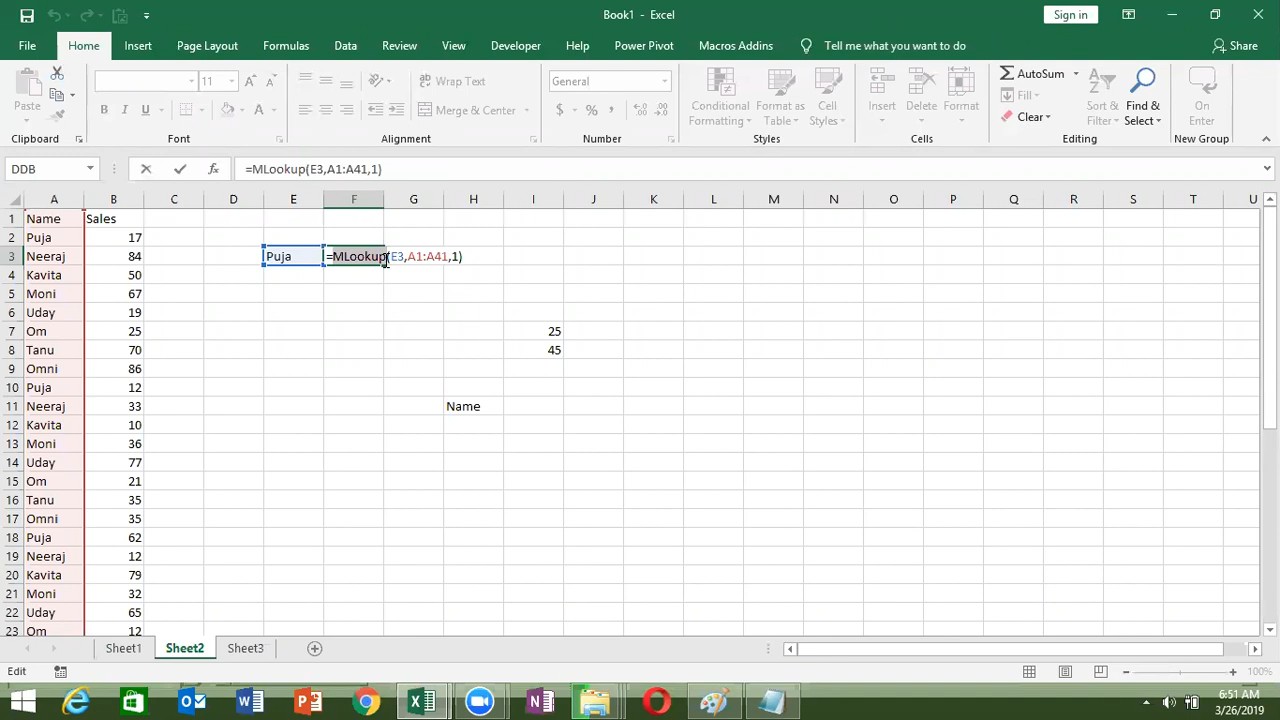 Book1 - Excel
Sign in
File Home Insert Page Layout Formulas Data Review View Developer Help Power Pivot Macros Addins Tell me what you want to do Share
Paste
11
Wrap Text
Merge & Center
General
Conditional Formatting
Format as Table
Cell Styles
Insert
Delete
Format
AutoSum
Fill
Clear
Sort & Filter
Find & Select
On Entery
Clipboard Font Alignment Number Styles Cells Editing New Group
DDB
=MLookup(E3,A1:A41,1)
A B C D E F G H I J K L M N O P Q R S T U
1 Name Sales
2 Puja 17
3 Neeraj 84 Puja =MLookup(E3,A1:A41,1)
4 Kavita 50
5 Moni 67
6 Uday 19
7 Om 25 25
8 Tanu 70 45
9 Omni 86
10 Puja 12
11 Neeraj 33 Name
12 Kavita 10
13 Moni 36
14 Uday 77
15 Om 21
16 Tanu 35
17 Omni 35
18 Puja 62
19 Neeraj 12
20 Kavita 79
21 Moni 32
22 Uday 65
23 Om 12
Sheet1 Sheet2 Sheet3
Edit
100%
6:51 AM
3/26/2019